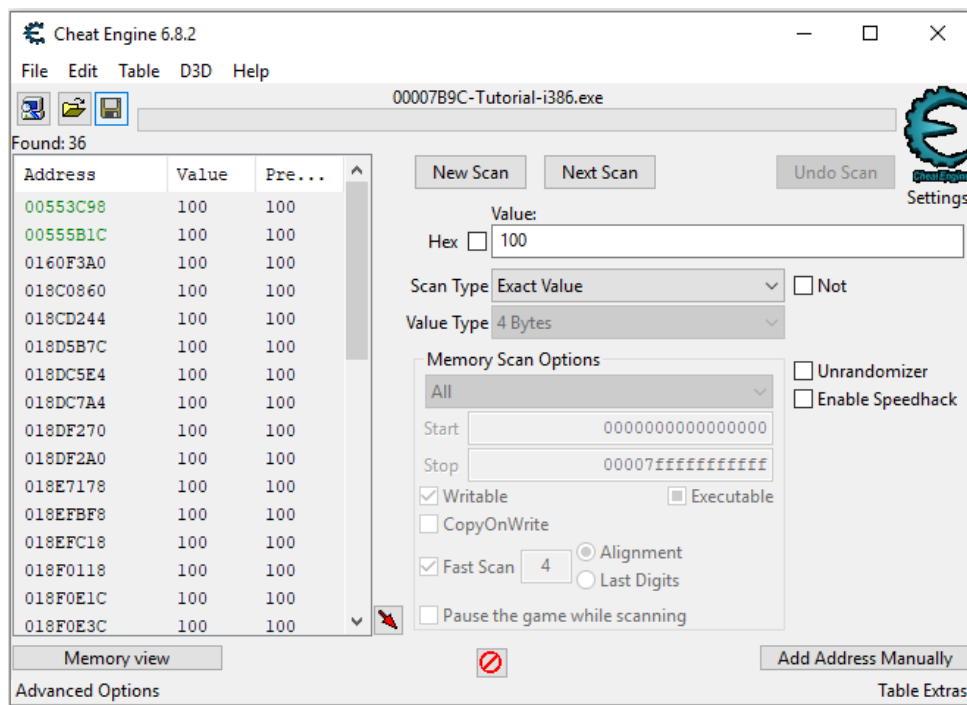 Cheat Engine 6.8.2
File Edit Table D3D Help
00007B9C-Tutorial-i386.exe
Found: 36
Address Value Pre...
00553C98 100 100
00555B1C 100 100
0160F3A0 100 100
018C0860 100 100
018CD244 100 100
018D5B7C 100 100
018DC5E4 100 100
018DC7A4 100 100
018DF270 100 100
018DF2A0 100 100
018E7178 100 100
018EFBF8 100 100
018EFC18 100 100
018F0118 100 100
018F0E1C 100 100
018F0E3C 100 100
New Scan Next Scan Undo Scan
Cheat Engine
Settings
Value:
Hex 100
Scan Type Exact Value Not
Value Type 4 Bytes
Memory Scan Options
All
Unrandomizer
Enable Speedhack
Start 0000000000000000
Stop 00007fffffffffff
Writable Executable
CopyOnWrite
Fast Scan 4 Alignment
Last Digits
Pause the game while scanning
Memory view Add Address Manually
Advanced Options Table Extras